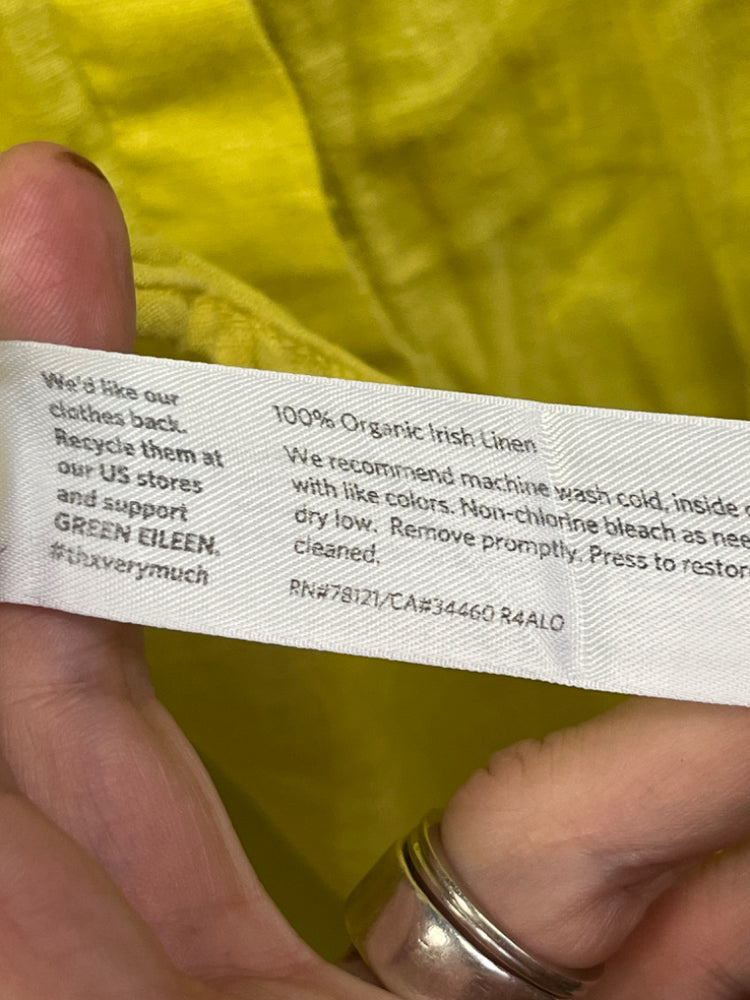 We'd like our
clothes back.
Recycle them at
our US stores
and support
GREEN EILEEN.
#thxverymuch
100% Organic Irish Linen
We recommend machine wash cold, inside
with like colors. Non-chlorine bleach as
dry low. Remove promptly. Press to
cleaned.
RN#78121/CA#34460 R4ALO